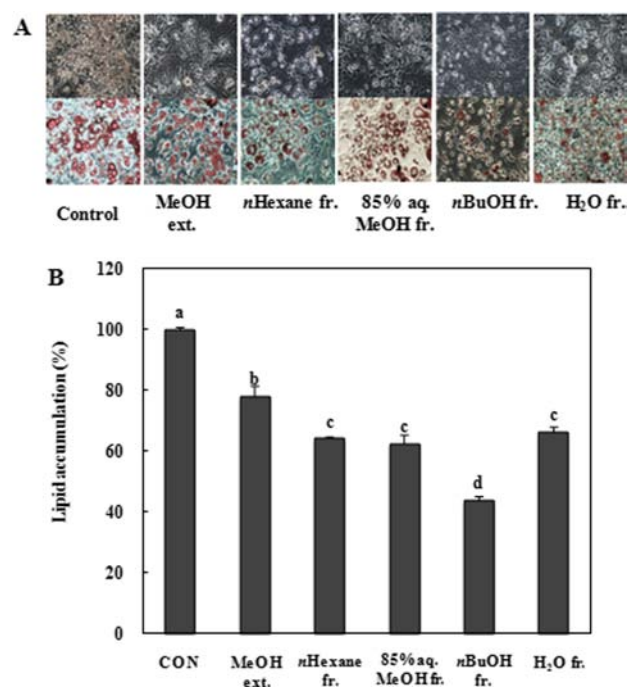 A
Control
MeOH
ext.
nHexane fr.
85% aq.
MeOH fr.
nBuOH fr.
H₂O fr.
B
Lipid accumulation (%)
120
100
80
60
40
20
0
a
b
c
c
d
c
CON
MeOH
ext.
nHexane
fr.
85% aq.
MeOH fr.
nBuOH
fr.
H₂O fr.